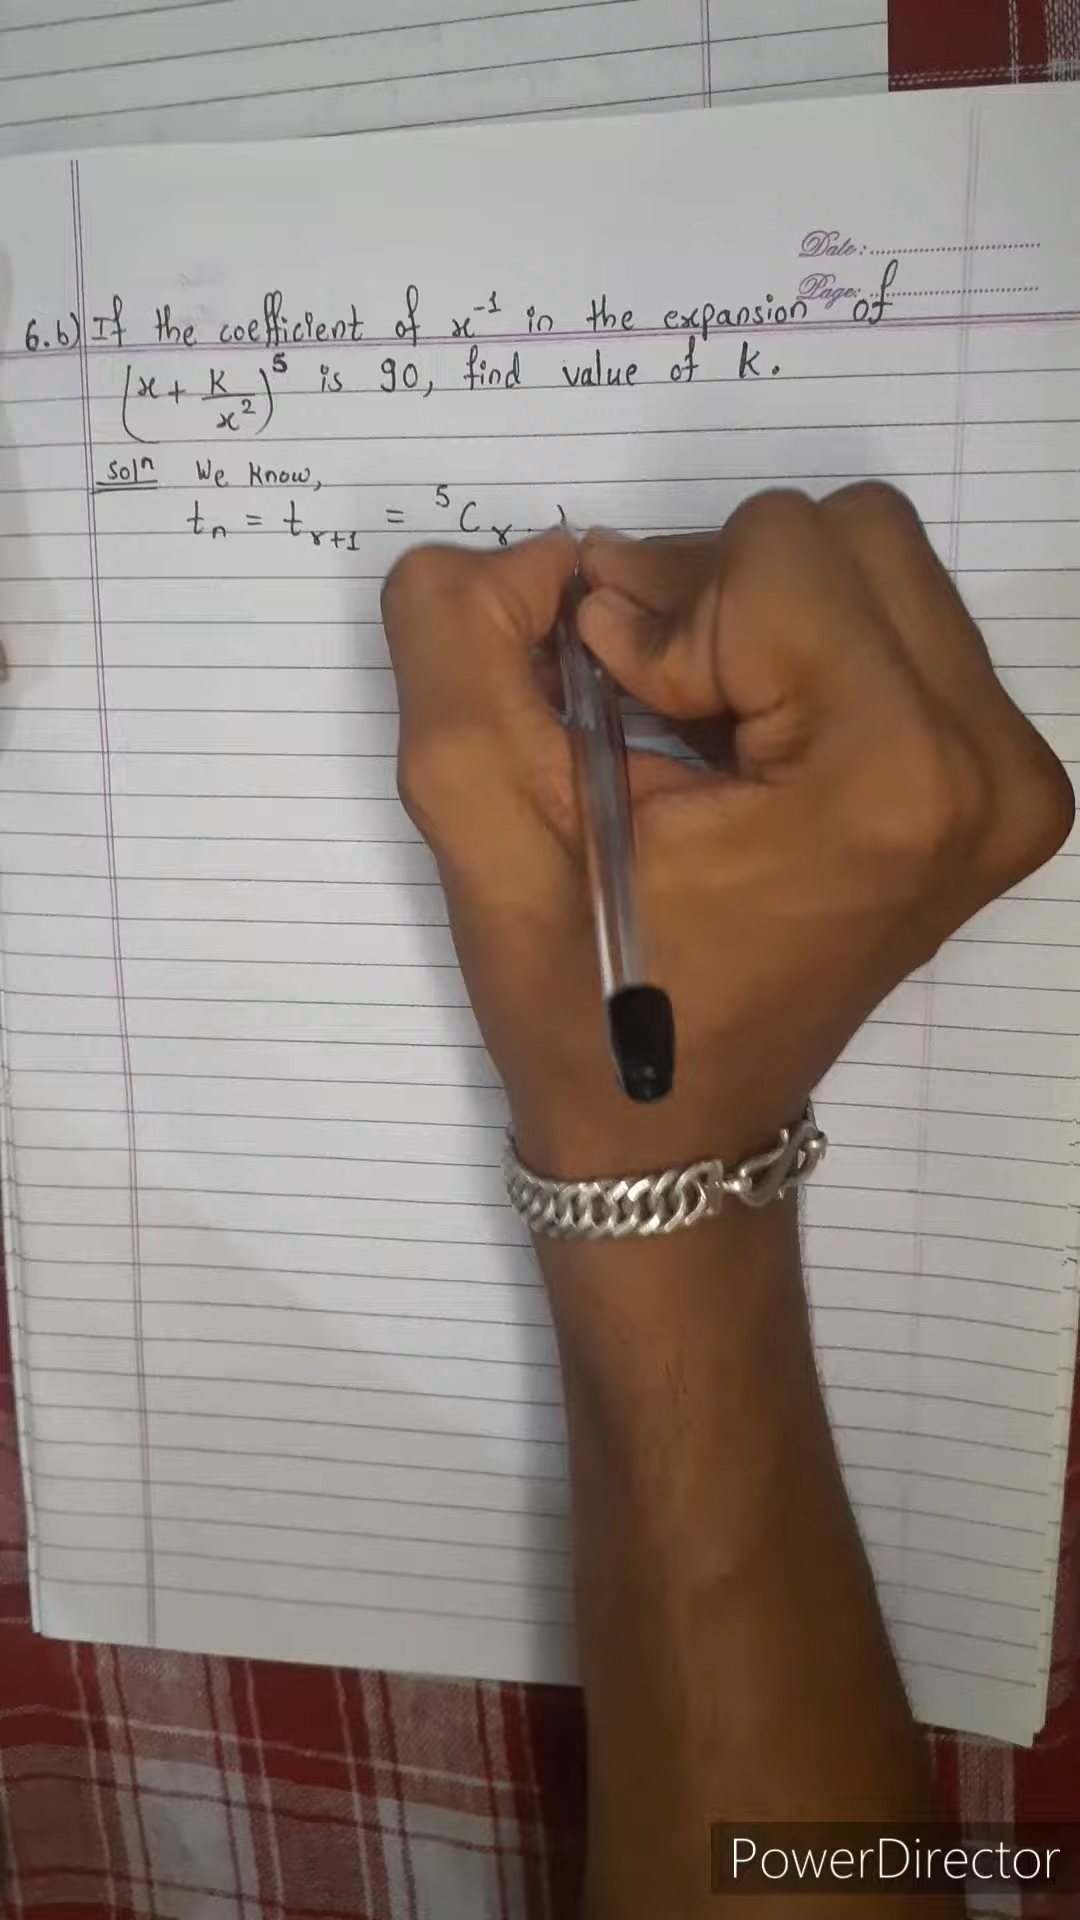 Date:
Page:
6.b) If the coefficient of x⁻¹ in the expansion of
(x + K/x²)⁵ is 90, find value of K.
Solⁿ We Know,
tₙ = tᵣ₊₁ = ⁵Cᵣ
PowerDirector